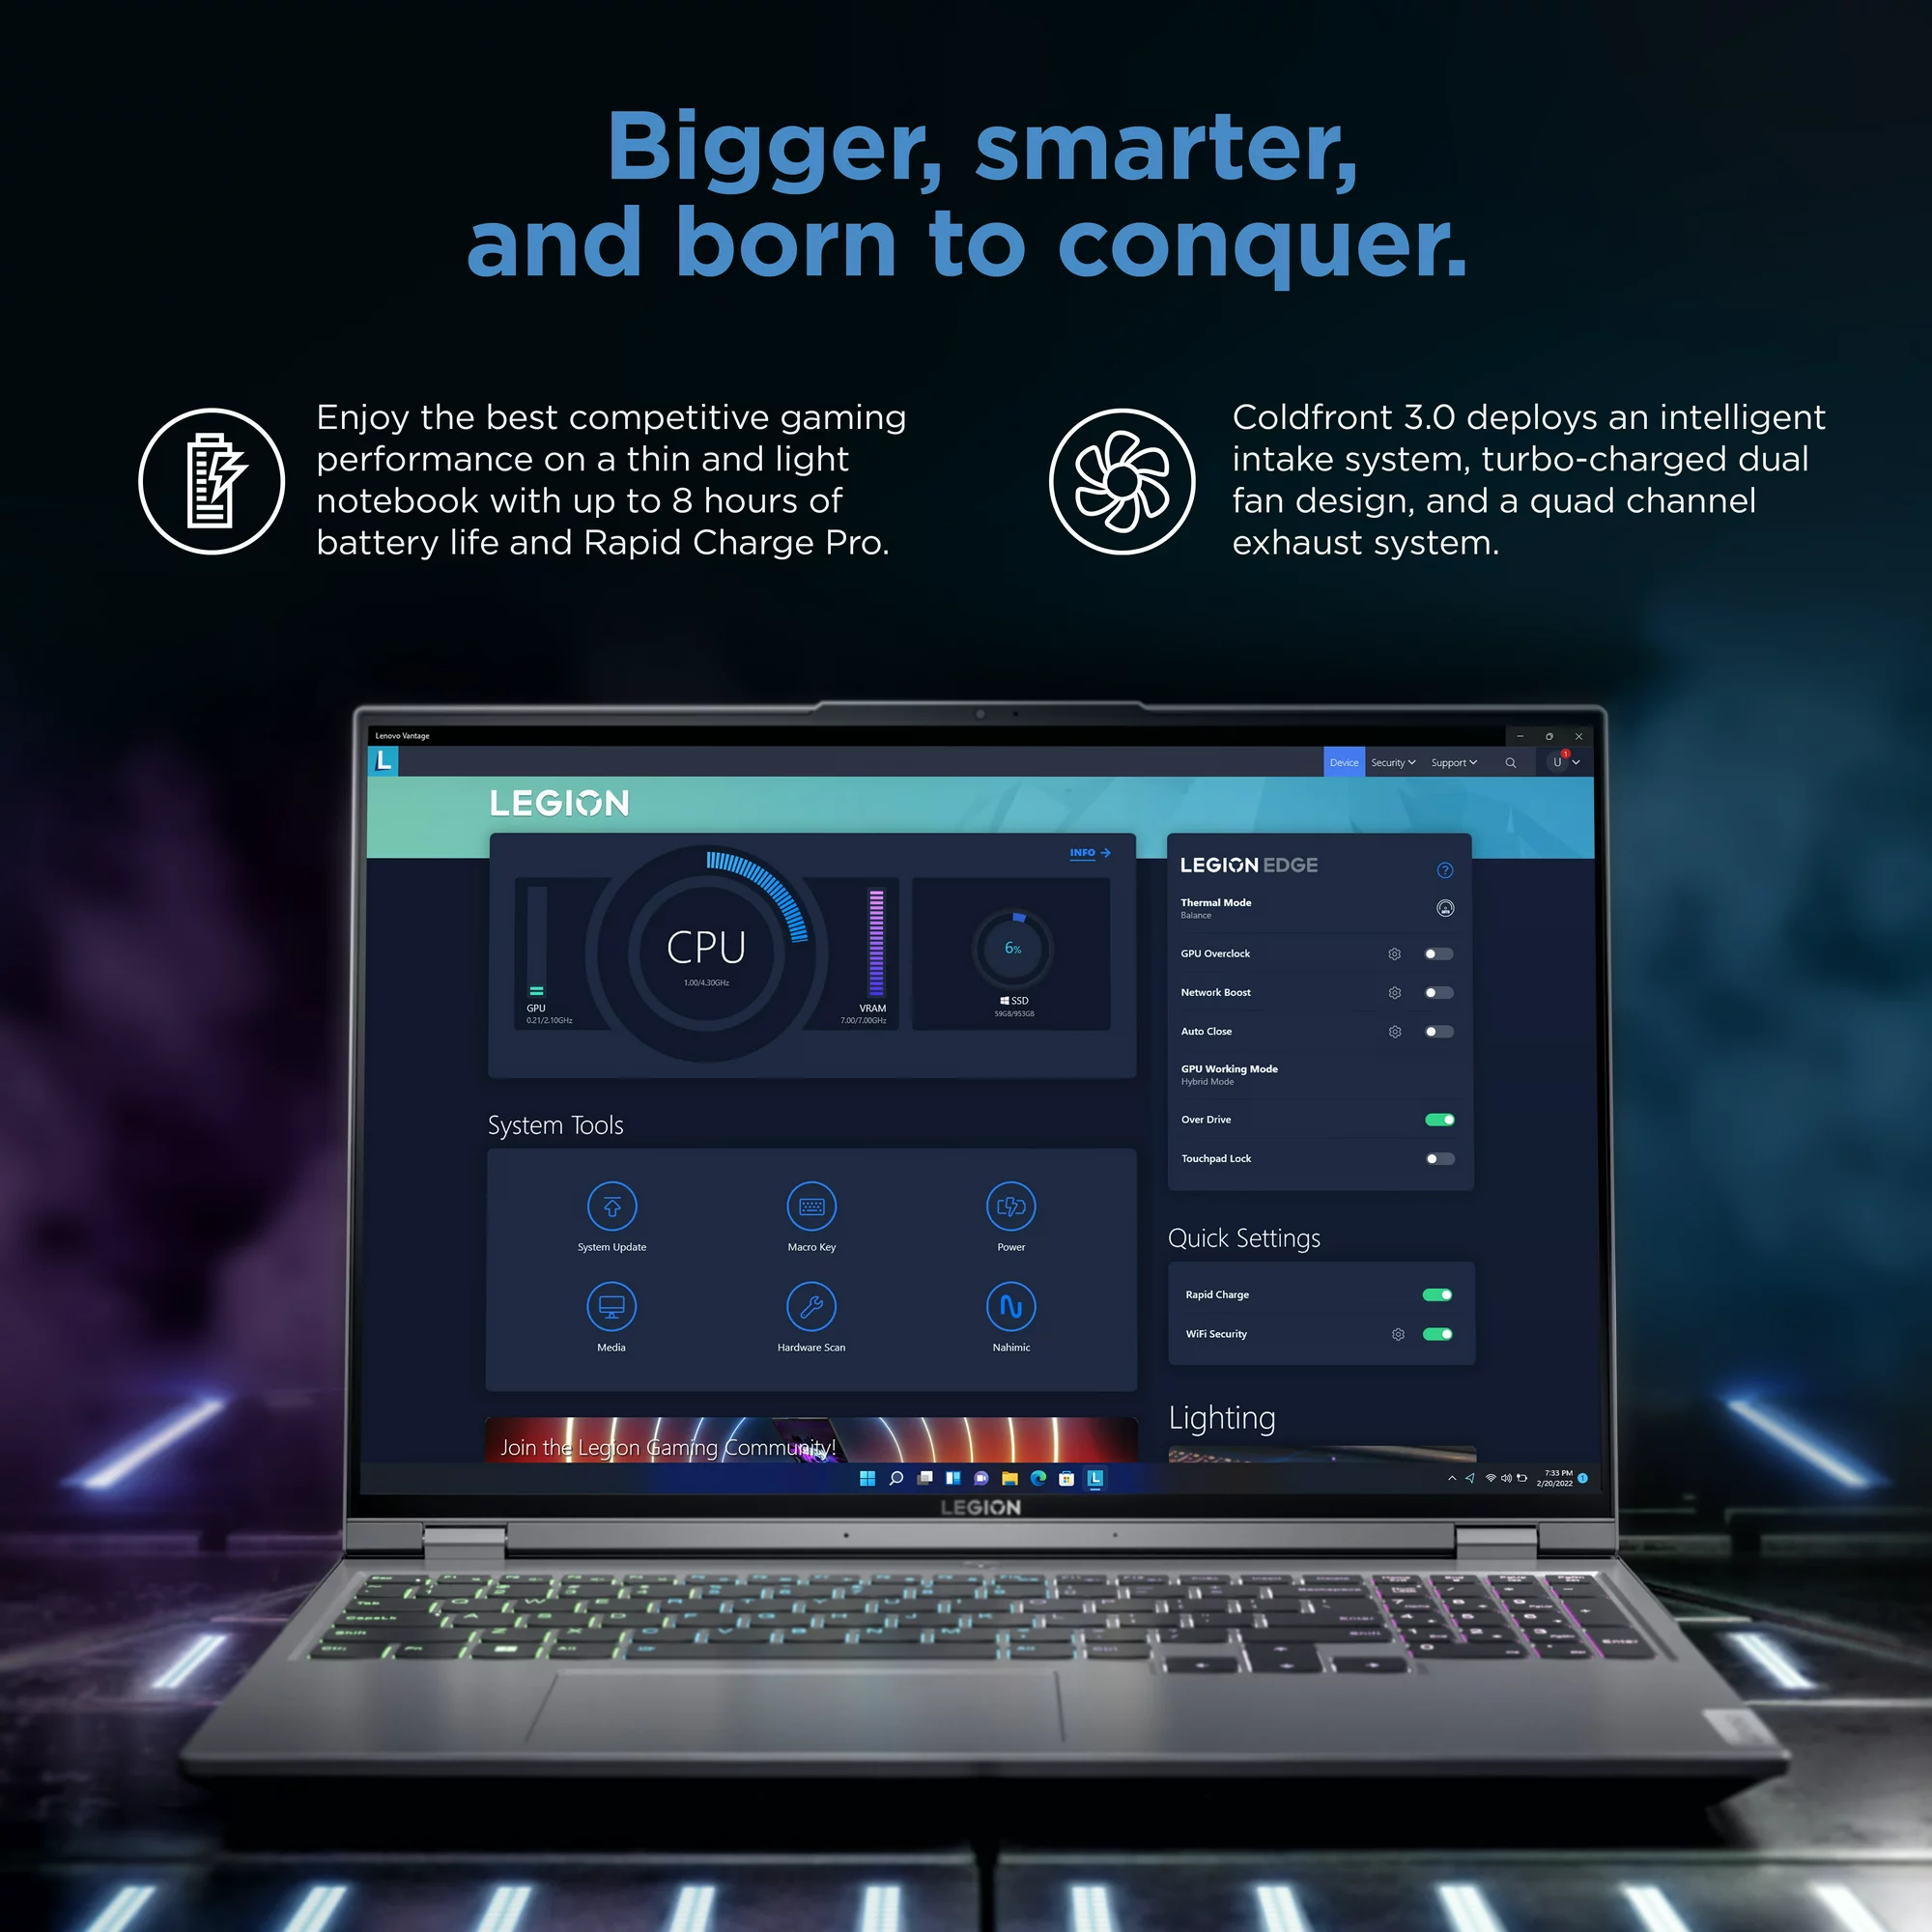 Bigger, smarter,
and born to conquer.
Enjoy the best competitive gaming
performance on a thin and light
notebook with up to 8 hours of
battery life and Rapid Charge Pro.
Coldfront 3.0 deploys an intelligent
intake system, turbo-charged dual
fan design, and a quad channel
exhaust system.
Lenovo Vantage
L
Device Security Support U 1
LEGION
INFO
CPU
1.00/4.30GHz
GPU
0.21/2.10GHz
VRAM
7.00/7.00GHz
6%
SSD
59GB/953GB
LEGION EDGE
?
Thermal Mode
Balance
GPU Overclock
Network Boost
Auto Close
GPU Working Mode
Hybrid Mode
Over Drive
Touchpad Lock
System Tools
System Update
Macro Key
Power
Media
Hardware Scan
Nahimic
Quick Settings
Rapid Charge
WiFi Security
Lighting
Join the Legion Gaming Community!
L
7:33 PM
2/20/2022
1
LEGION